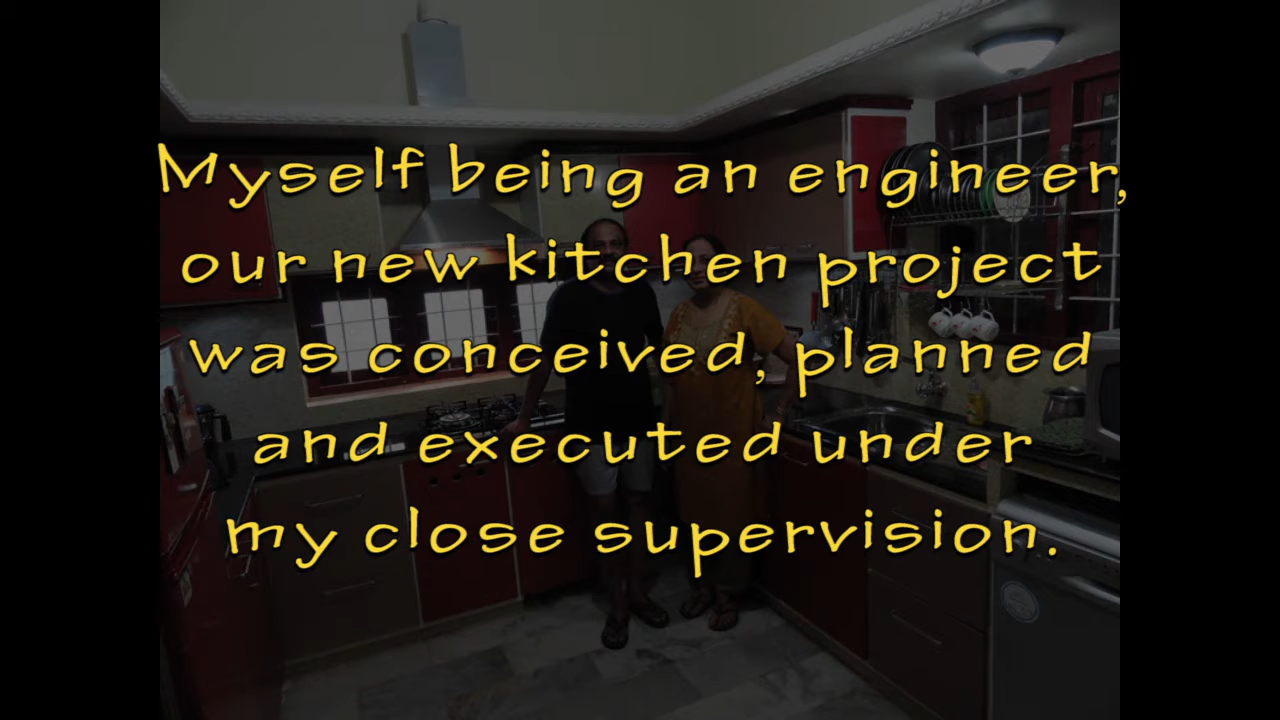 Myself being an engineer,
our new kitchen project
was conceived, planned
and executed under
my close supervision.